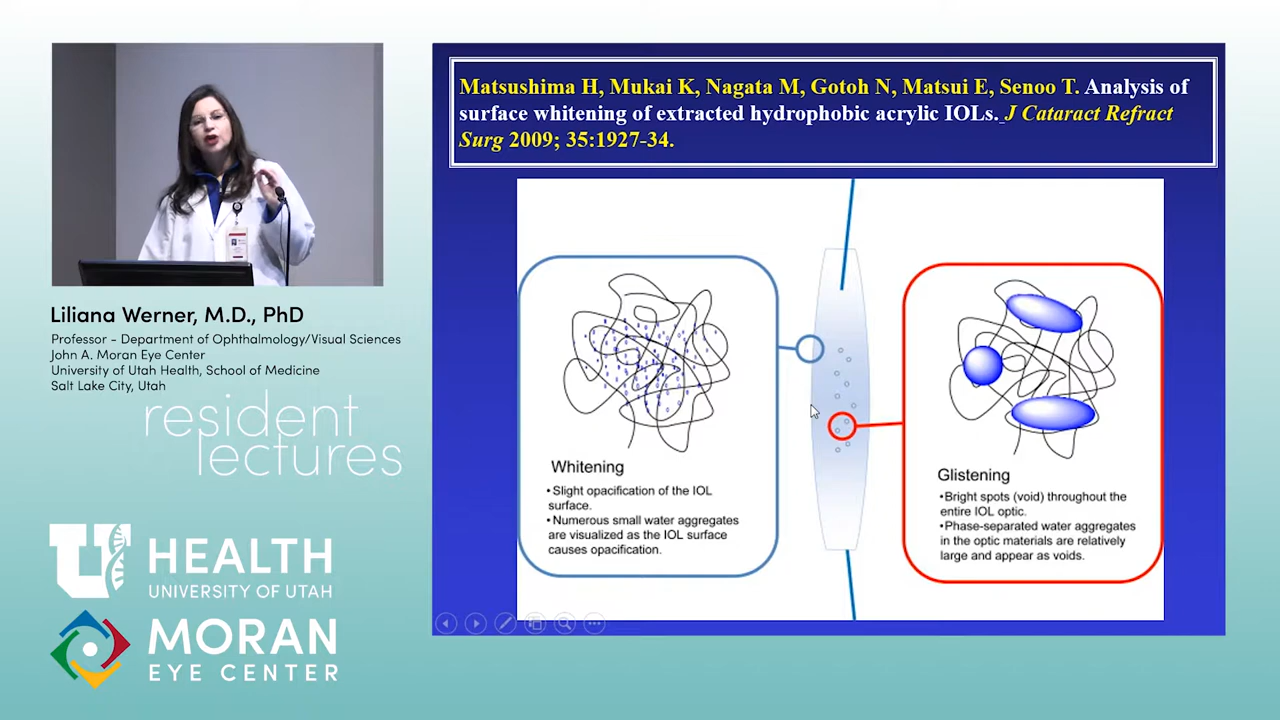 Liliana Werner, M.D., PhD
Professor - Department of Ophthalmology/Visual Sciences
John A. Moran Eye Center
University of Utah Health, School of Medicine
Salt Lake City, Utah
resident
lectures
U HEALTH
UNIVERSITY OF UTAH
MORAN
EYE CENTER
Matsushima H, Mukai K, Nagata M, Gotoh N, Matsui E, Senoo T. Analysis of
surface whitening of extracted hydrophobic acrylic IOLs. J Cataract Refract
Surg 2009; 35:1927-34.
Whitening
•Slight opacification of the IOL
surface.
•Numerous small water aggregates
are visualized as the IOL surface
causes opacification.
Glistening
•Bright spots (void) throughout the
entire IOL optic.
•Phase-separated water aggregates
in the optic materials are relatively
large and appear as voids.